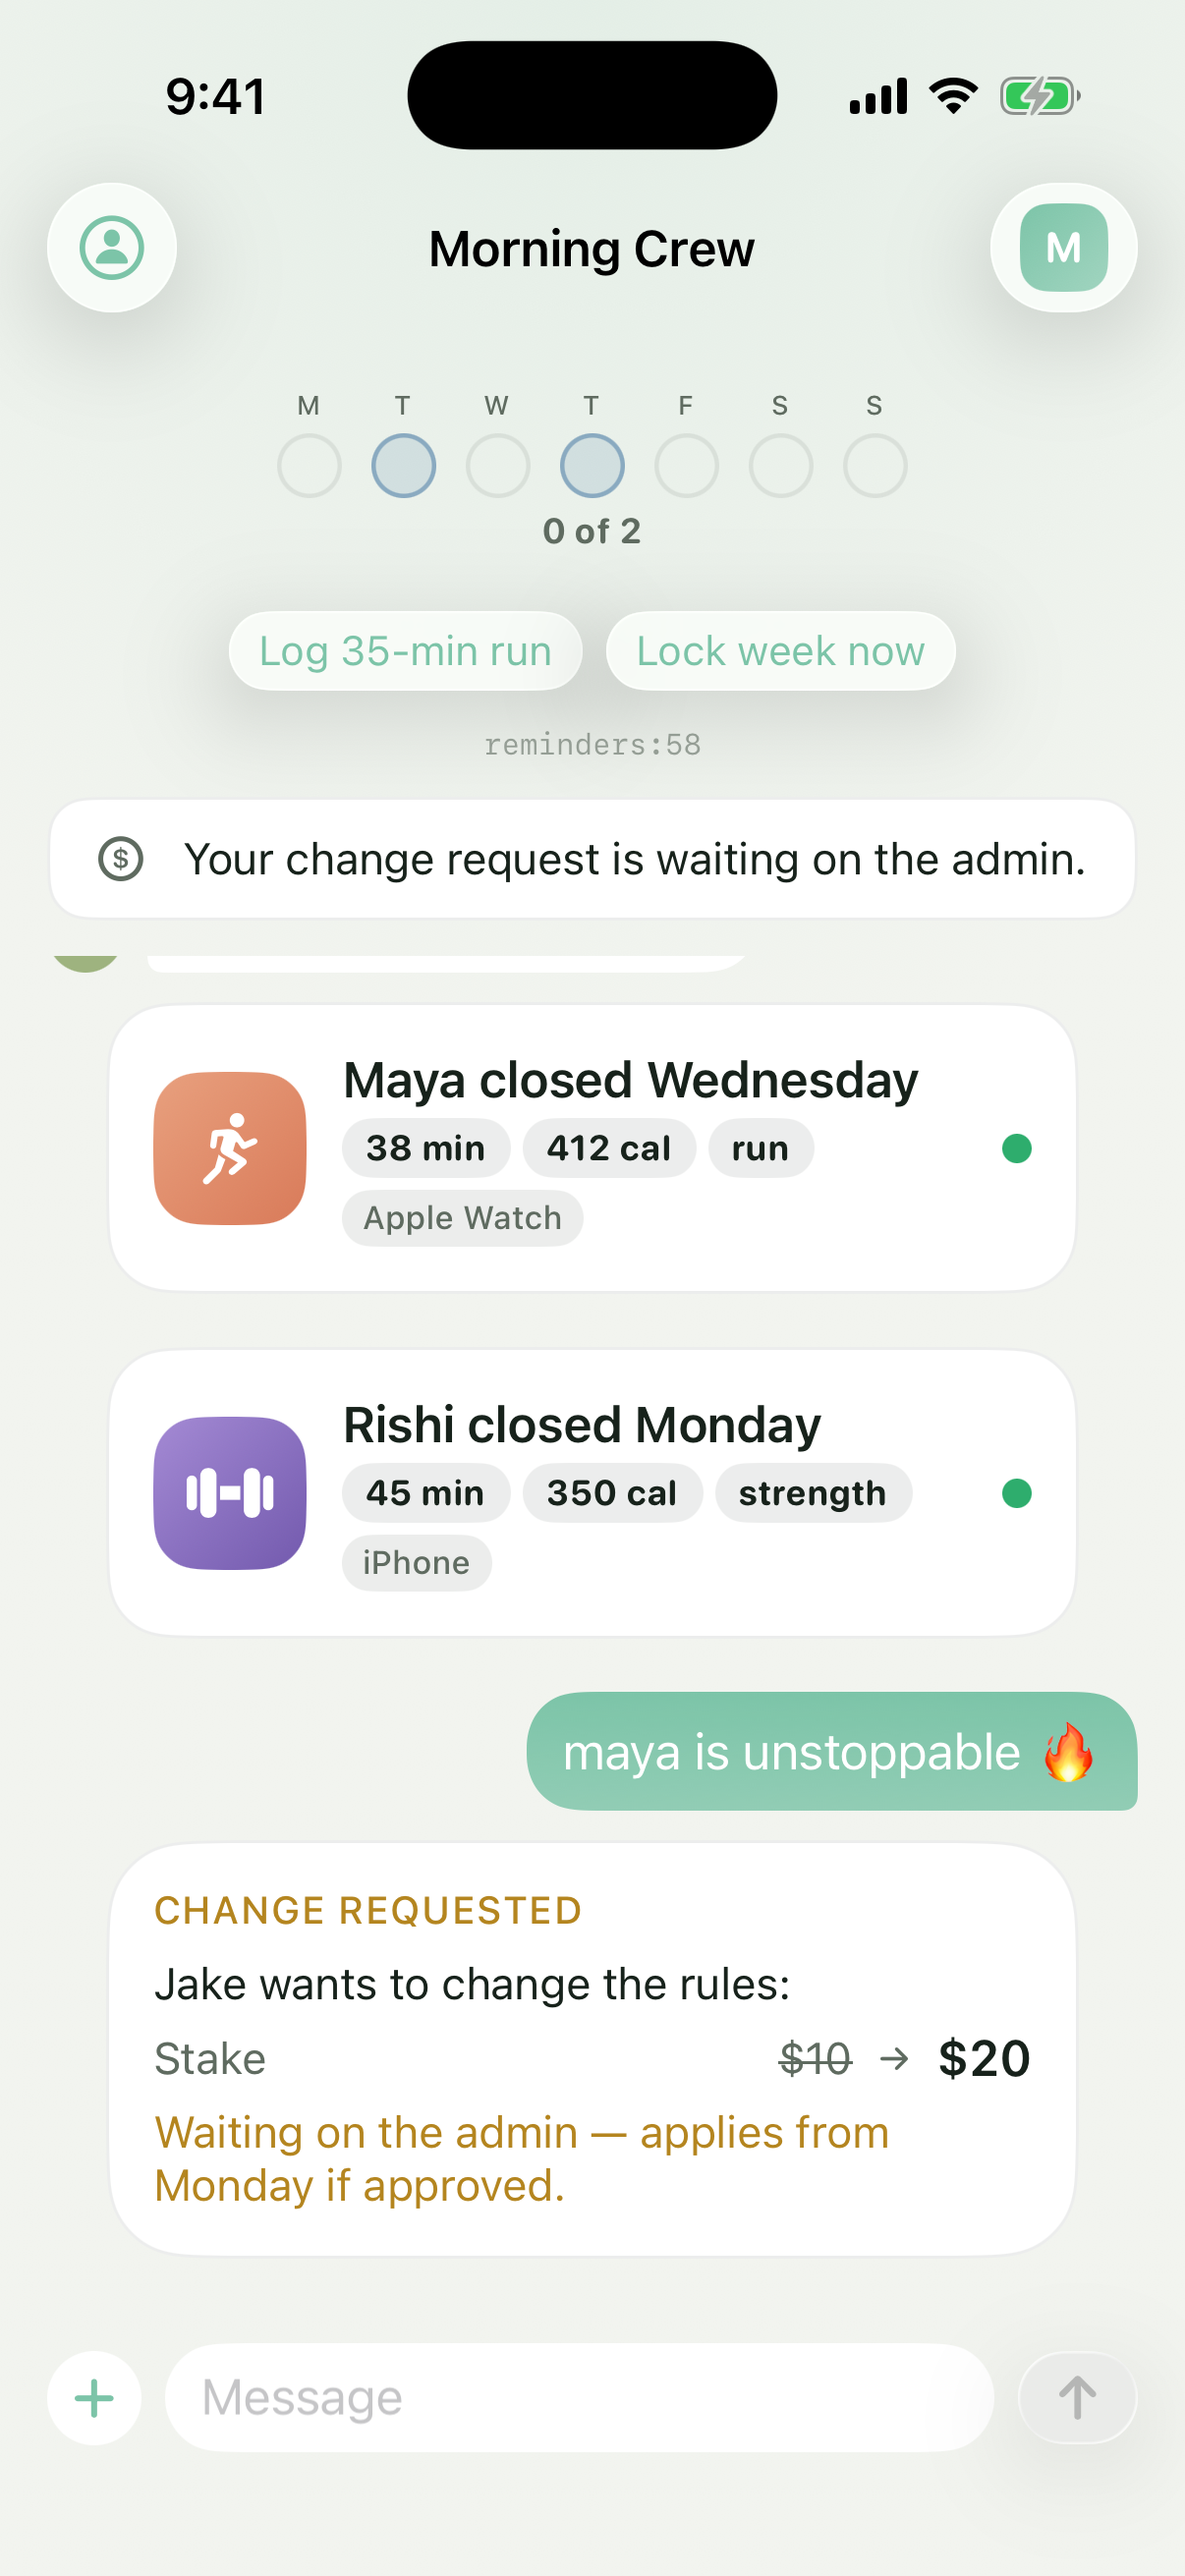 9:41
Morning Crew
M
M T W T F S S
0 of 2
Log 35-min run
Lock week now
reminders:58
$ Your change request is waiting on the admin.
Maya closed Wednesday
38 min 412 cal run
Apple Watch
Rishi closed Monday
45 min 350 cal strength
iPhone
maya is unstoppable 🔥
CHANGE REQUESTED
Jake wants to change the rules:
Stake $10 → $20
Waiting on the admin — applies from
Monday if approved.
Message